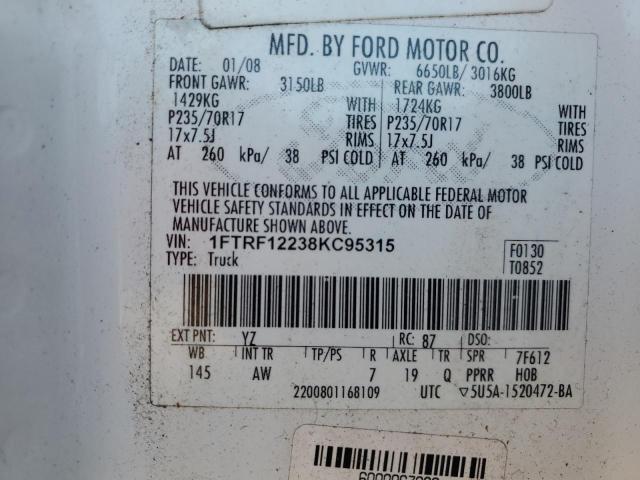 MFD. BY FORD MOTOR CO.
DATE: 01/08 GVWR: 6650LB/ 3016KG
FRONT GAWR: 3150LB REAR GAWR: 3800LB
1429KG WITH 1724KG WITH
P235/70R17 TIRES P235/70R17 TIRES
17x7.5J RIMS 17x7.5J RIMS
AT 260 kPa/ 38 PSI COLD AT 260 kPa/ 38 PSI COLD
THIS VEHICLE CONFORMS TO ALL APPLICABLE FEDERAL MOTOR
VEHICLE SAFETY STANDARDS IN EFFECT ON THE DATE OF
MANUFACTURE SHOWN ABOVE.
VIN: 1FTRF12238KC95315 F0130
TYPE: Truck T0852
EXT PNT: YZ RC: 87 DSO:
WB INT TR TP/PS R AXLE TR SPR 7F612
145 AW 7 19 Q PPRR HOB
2200801168109 UTC ▽5U5A-1520472-BA